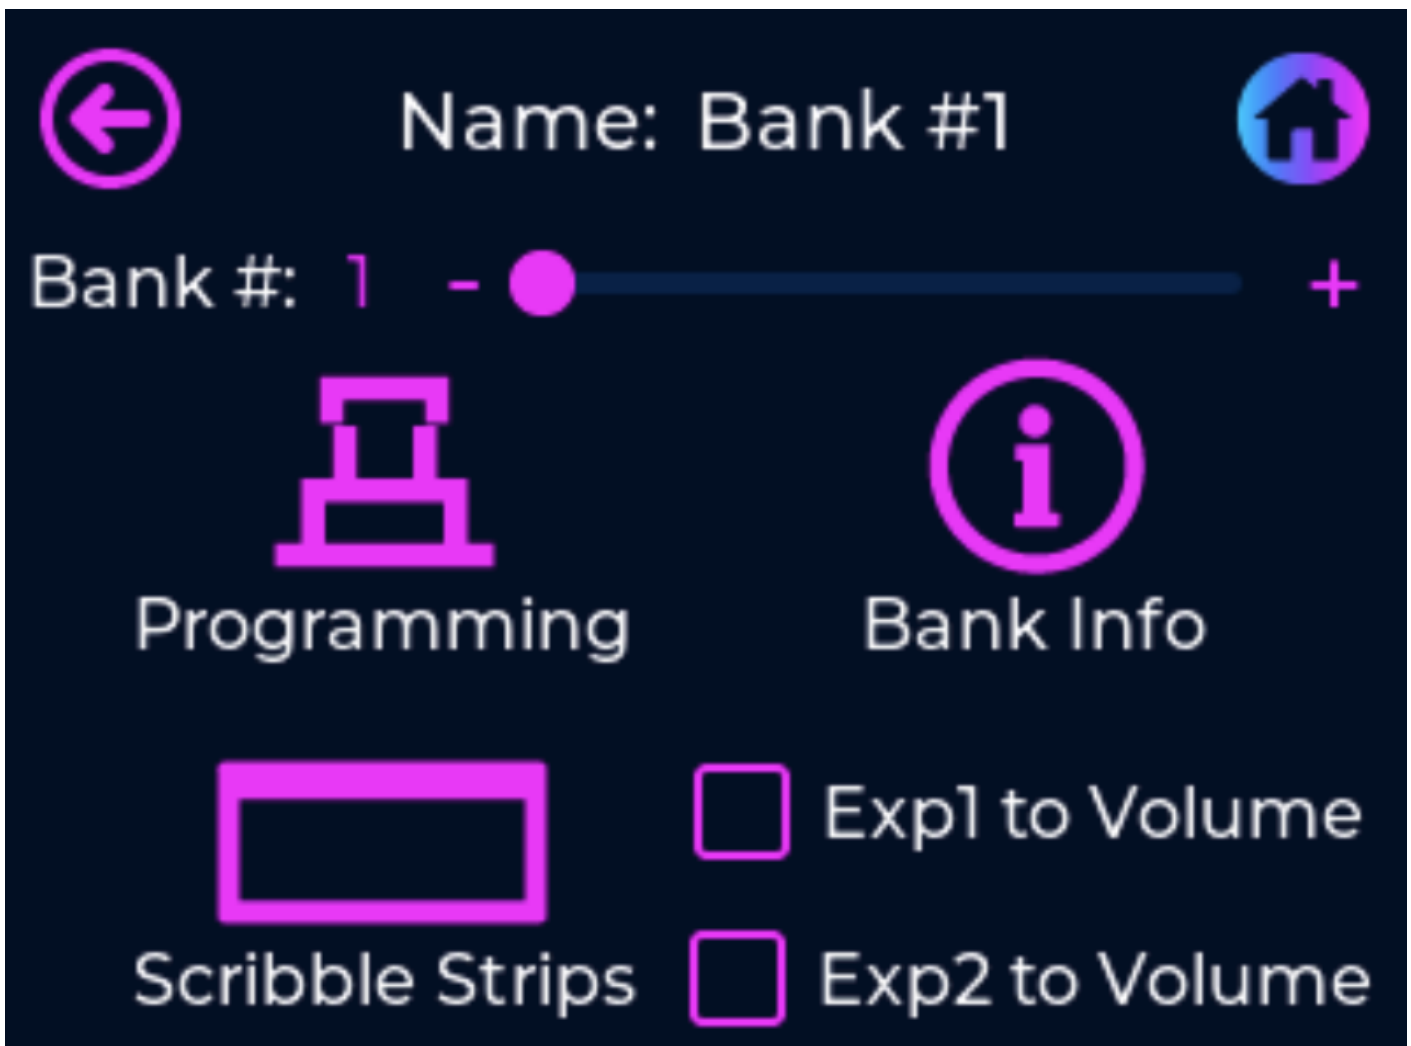 Name: Bank #1
Bank #: 1 - +
Programming
Bank Info
Exp1 to Volume
Scribble Strips
Exp2 to Volume